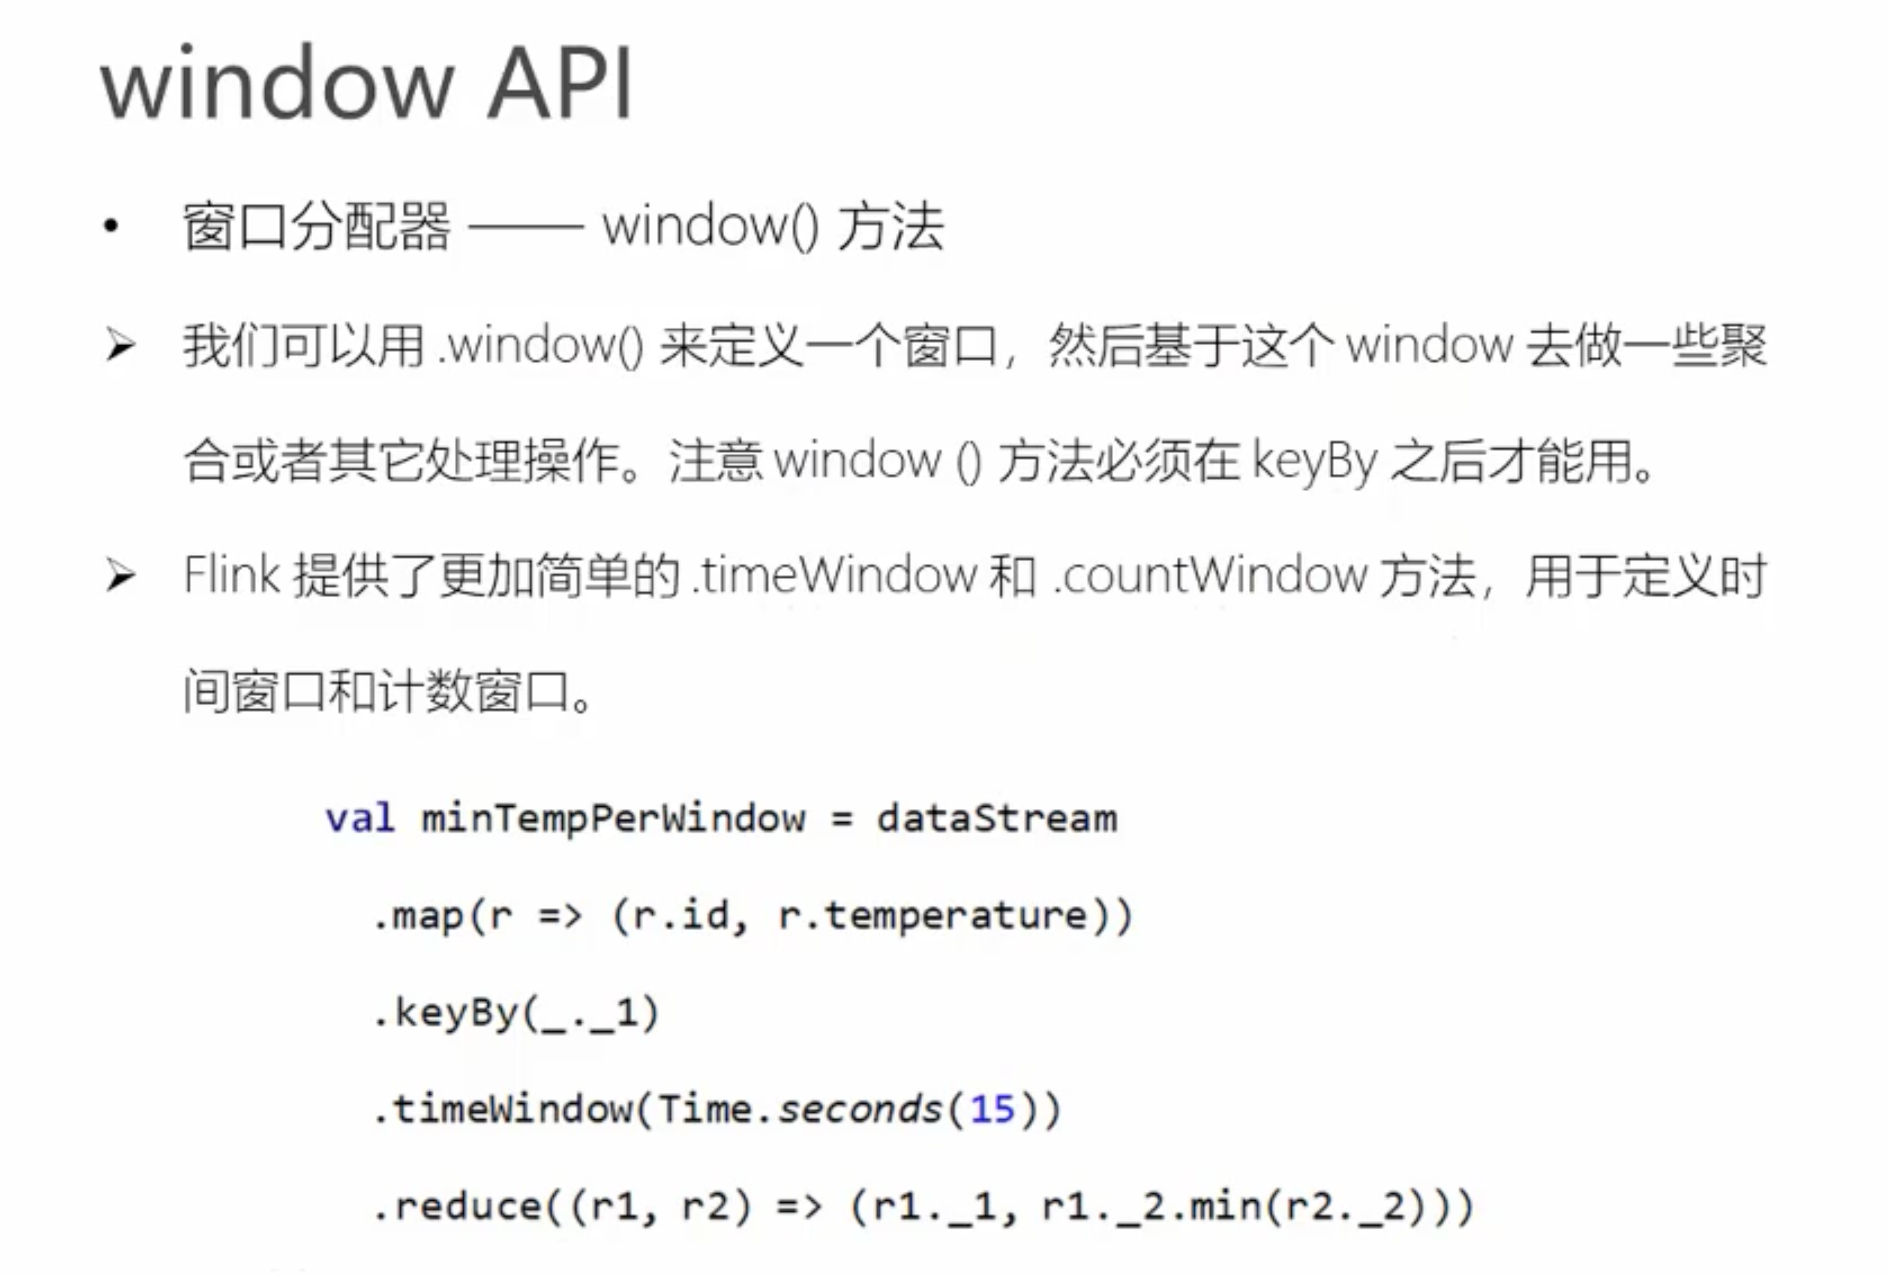 window API
• 窗口分配器 —— window() 方法
➢ 我们可以用 .window() 来定义一个窗口，然后基于这个 window 去做一些聚
合或者其它处理操作。注意 window () 方法必须在 keyBy 之后才能用。
➢ Flink 提供了更加简单的 .timeWindow 和 .countWindow 方法，用于定义时
间窗口和计数窗口。
val minTempPerWindow = dataStream
.map(r => (r.id, r.temperature))
.keyBy(_._1)
.timeWindow(Time.seconds(15))
.reduce((r1, r2) => (r1._1, r1._2.min(r2._2)))